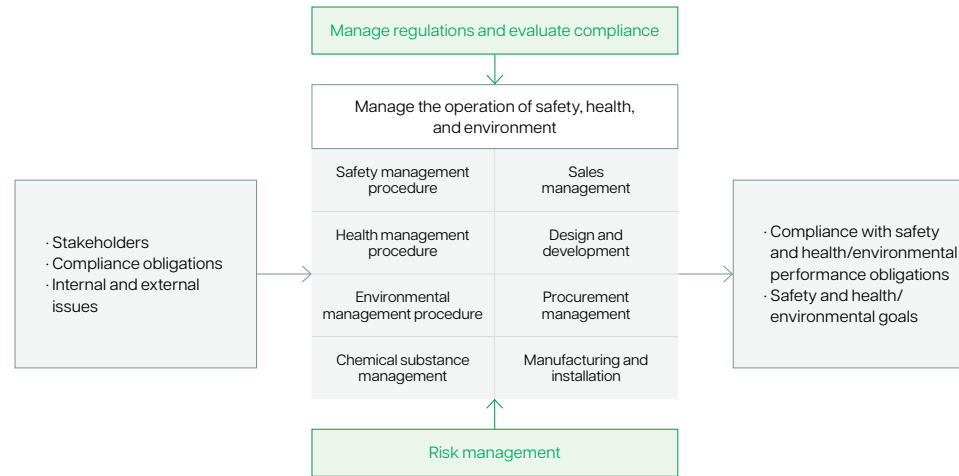 Manage regulations and evaluate compliance
Manage the operation of safety, health,
and environment
Safety management
procedure
Sales
management
Health management
procedure
Design and
development
Environmental
management procedure
Procurement
management
Chemical substance
management
Manufacturing and
installation
· Stakeholders
· Compliance obligations
· Internal and external
issues
· Compliance with safety
and health/environmental
performance obligations
· Safety and health/
environmental goals
Risk management